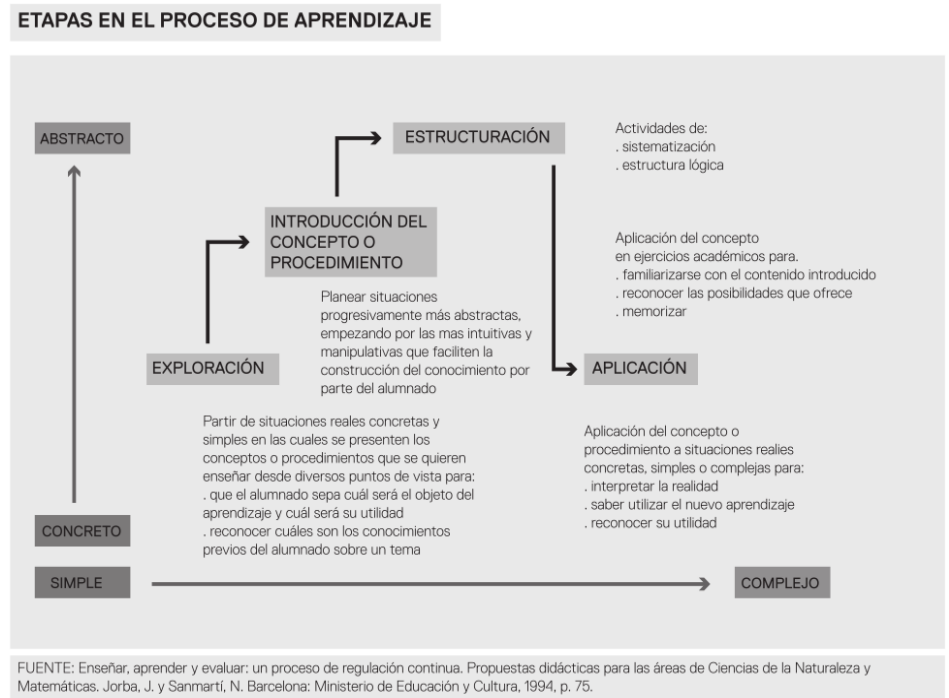 ETAPAS EN EL PROCESO DE APRENDIZAJE
ABSTRACTO
ESTRUCTURACIÓN
Actividades de:
. sistematización
. estructura lógica
INTRODUCCIÓN DEL
CONCEPTO O
PROCEDIMIENTO
Aplicación del concepto
en ejercicios académicos para.
. familiarizarse con el contenido introducido
. reconocer las posibilidades que ofrece
. memorizar
Planear situaciones
progresivamente más abstractas,
empezando por las mas intuitivas y
manipulativas que faciliten la
construcción del conocimiento por
parte del alumnado
EXPLORACIÓN
APLICACIÓN
Partir de situaciones reales concretas y
simples en las cuales se presenten los
conceptos o procedimientos que se quieren
enseñar desde diversos puntos de vista para:
. que el alumnado sepa cuál será el objeto del
aprendizaje y cuál será su utilidad
. reconocer cuáles son los conocimientos
previos del alumnado sobre un tema
Aplicación del concepto o
procedimiento a situaciones realies
concretas, simples o complejas para:
. interpretar la realidad
. saber utilizar el nuevo aprendizaje
. reconocer su utilidad
CONCRETO
SIMPLE
COMPLEJO
FUENTE: Enseñar, aprender y evaluar: un proceso de regulación continua. Propuestas didácticas para las áreas de Ciencias de la Naturaleza y
Matemáticas. Jorba, J. y Sanmartí, N. Barcelona: Ministerio de Educación y Cultura, 1994, p. 75.